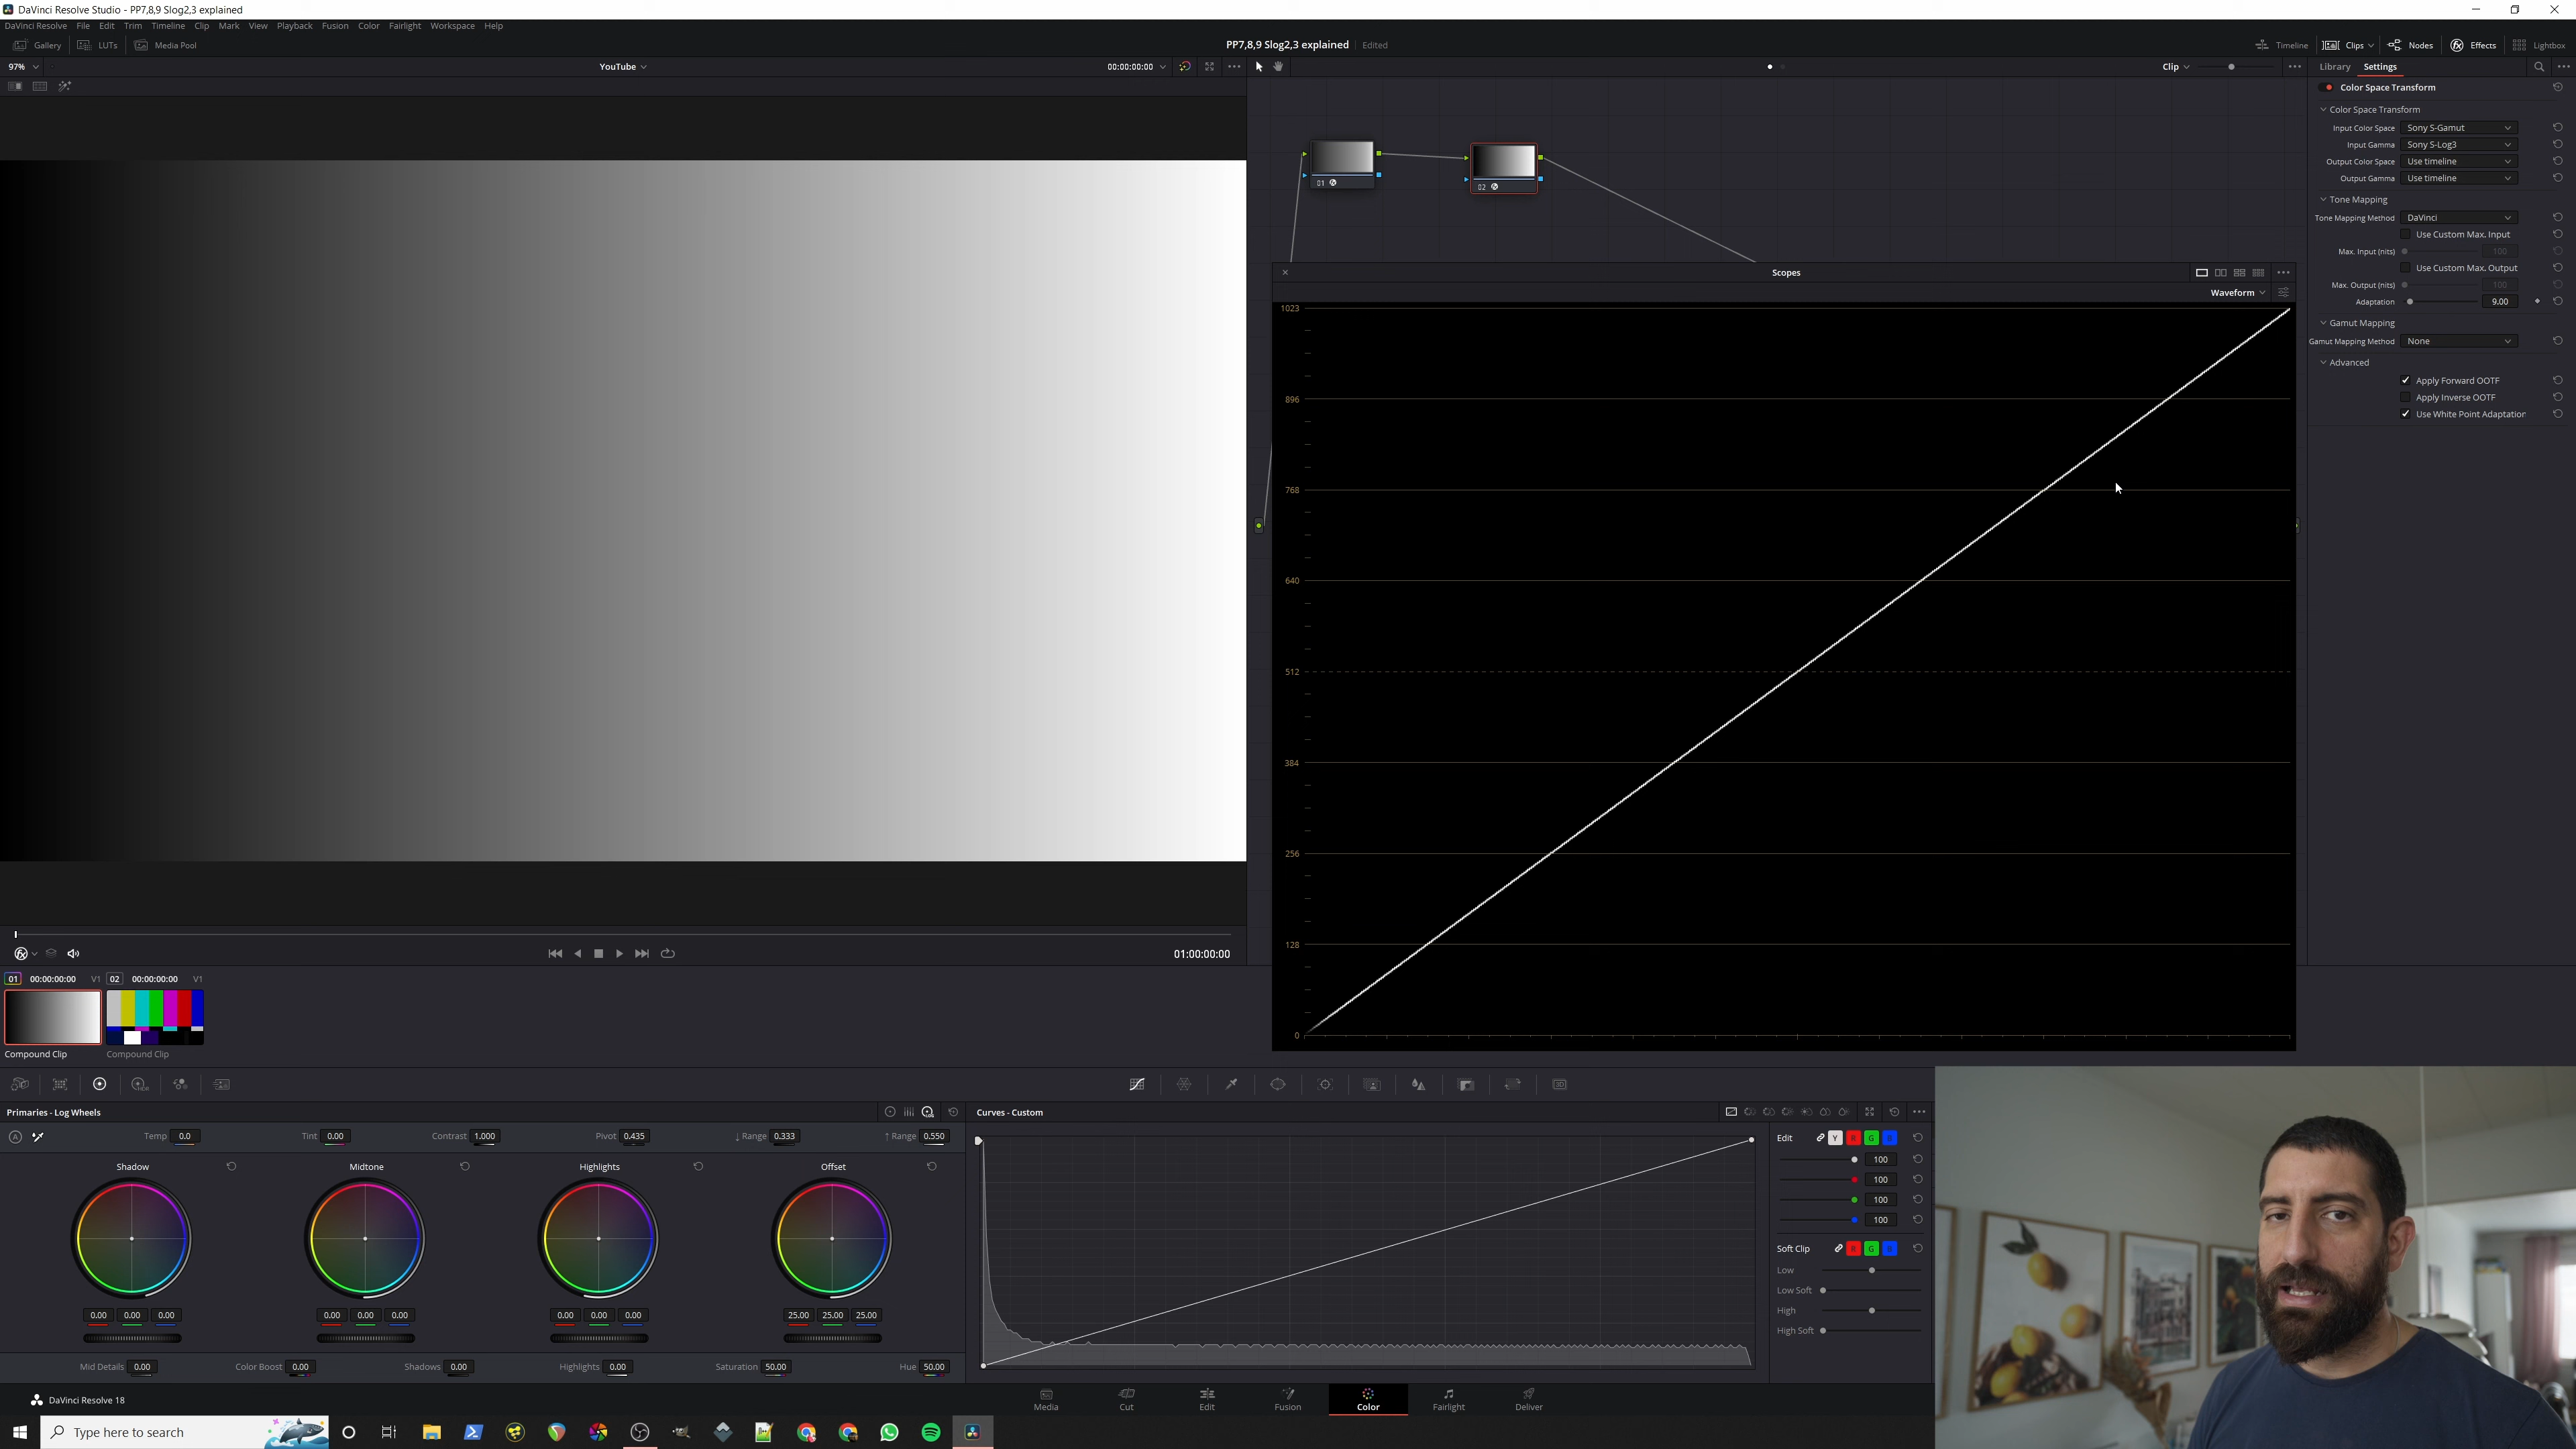 DaVinci Resolve Studio - PP7,8,9 Slog2,3 explained
DaVinci Resolve File Edit Trim Timeline Clip Mark View Playback Fusion Color Fairlight Workspace Help
Gallery LUTs Media Pool
PP7,8,9 Slog2,3 explained Edited
Timeline Clips Nodes Effects Lightbox
97% YouTube 00:00:00:00
Clip
Library Settings
Color Space Transform
Color Space Transform
Input Color Space Sony S-Gamut
Input Gamma Sony S-Log3
Output Color Space Use timeline
Output Gamma Use timeline
Tone Mapping
Tone Mapping Method DaVinci
Use Custom Max. Input
Max. Input (nits) 100
Use Custom Max. Output
Max. Output (nits) 100
Adaptation 9.00
Gamut Mapping
Gamut Mapping Method None
Advanced
Apply Forward OOTF
Apply Inverse OOTF
Use White Point Adaptation
01
02
Scopes
Waveform
1023
896
768
640
512
384
256
128
0
01:00:00:00
01 00:00:00:00 V1 02 00:00:00:00 V1
Compound Clip Compound Clip
Primaries - Log Wheels
Temp 0.0 Tint 0.00 Contrast 1.000 Pivot 0.435 ↓ Range 0.333 ↑ Range 0.550
Shadow Midtone Highlights Offset
0.00 0.00 0.00 0.00 0.00 0.00 0.00 0.00 0.00 25.00 25.00 25.00
Mid Details 0.00 Color Boost 0.00 Shadows 0.00 Highlights 0.00 Saturation 50.00 Hue 50.00
Curves - Custom
Edit Y R G B
100
100
100
100
Soft Clip R G B
Low
Low Soft
High
High Soft
DaVinci Resolve 18
Media Cut Edit Fusion Color Fairlight Deliver
Type here to search